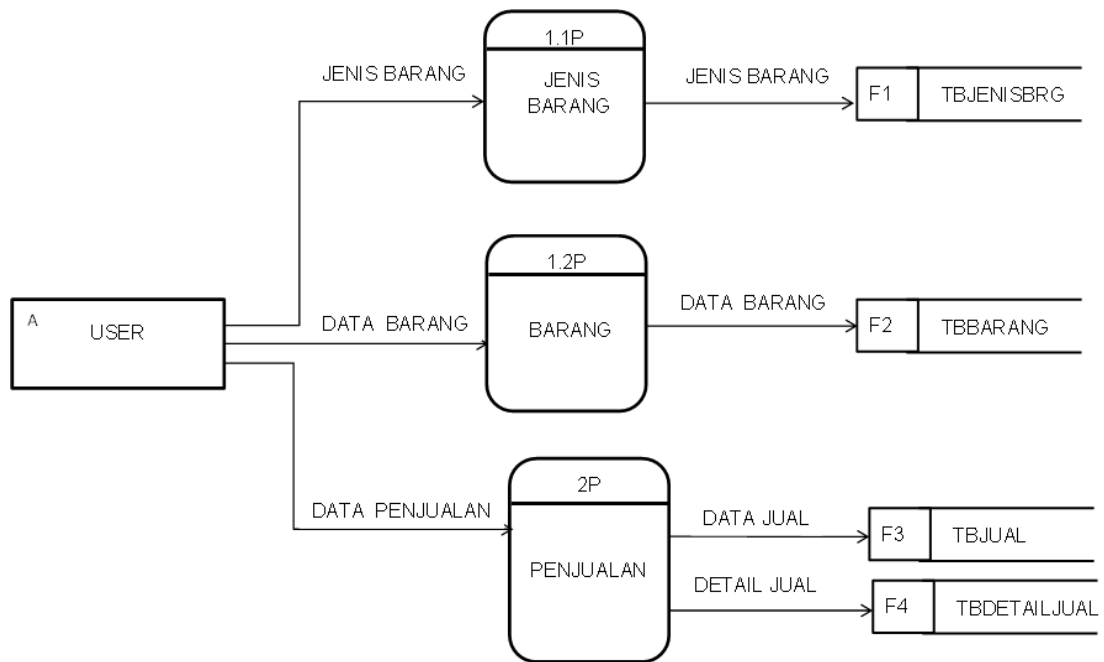 1.1P
JENIS BARANG
JENIS
BARANG
JENIS BARANG
F1
TBJENISBRG
A
USER
1.2P
DATA BARANG
BARANG
DATA BARANG
F2
TBBARANG
2P
DATA PENJUALAN
PENJUALAN
DATA JUAL
F3
TBJUAL
DETAIL JUAL
F4
TBDETAILJUAL